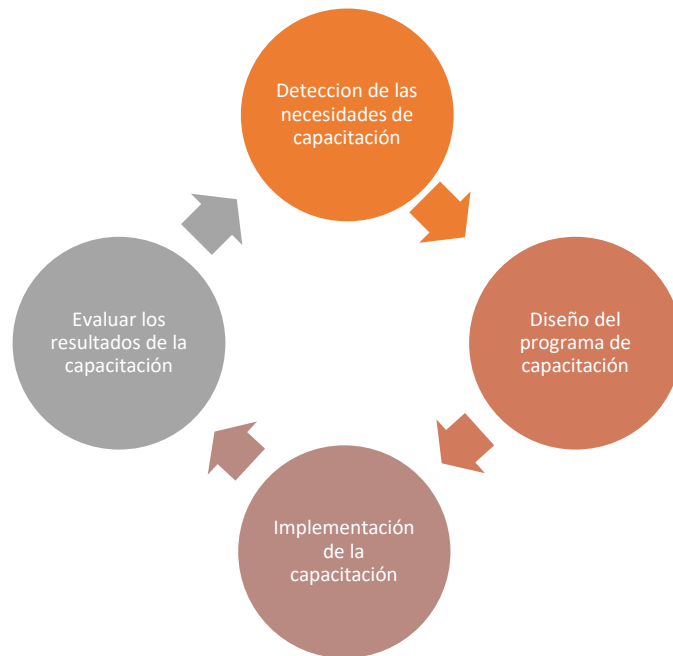 Deteccion de las
necesidades de
capacitación
Diseño del
programa de
capacitación
Implementación
de la
capacitación
Evaluar los
resultados de la
capacitación